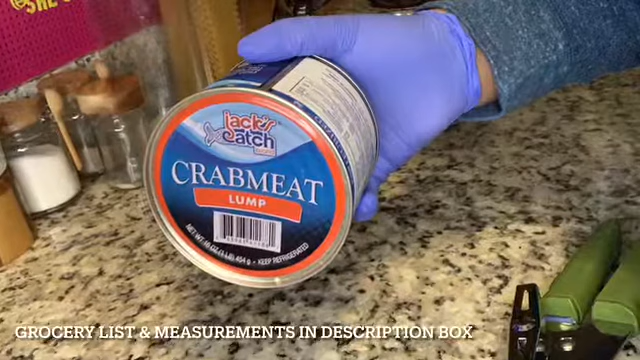 SHE'S
Jack's
Catch
CRABMEAT
LUMP
NET WT. 16 OZ (1 LB) 454 g - KEEP REFRIGERATED
GROCERY LIST & MEASUREMENTS IN DESCRIPTION BOX